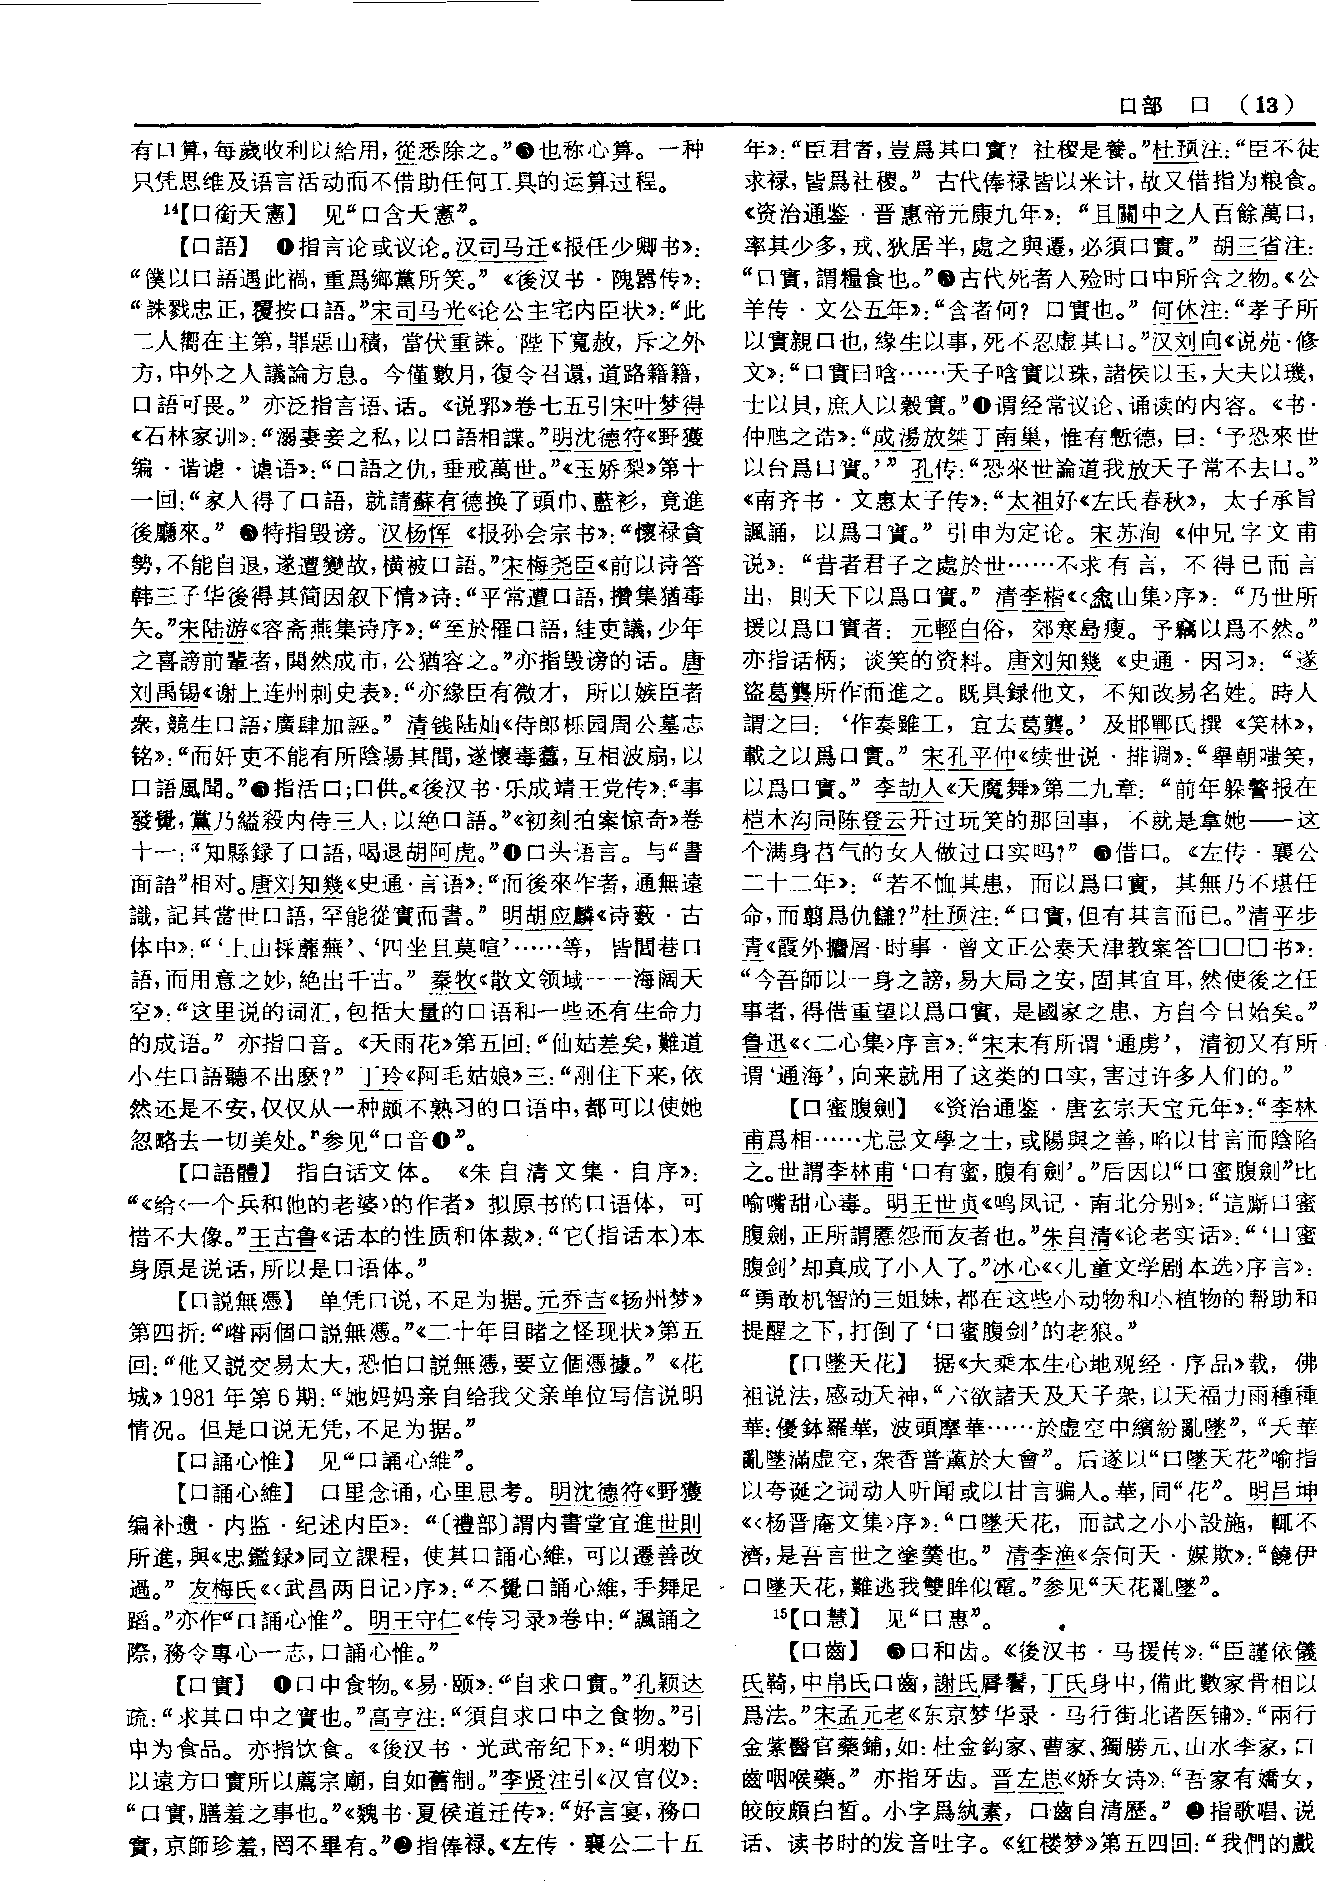 口部　口　（13）
有口算，每歲收利以給用，從悉除之。”❸也称心算。一种
只凭思维及语言活动而不借助任何工具的运算过程。
14【口銜天憲】　见“口含天憲”。
【口語】　❶指言论或议论。汉司马迁《报任少卿书》：
“僕以口語遇此禍，重爲鄉黨所笑。”《後汉书·隗嚣传》：
“誅戮忠正，覆按口語。”宋司马光《论公主宅内臣状》：“此
二人嚮在主第，罪惡山積，當伏重誅。陛下寬赦，斥之外
方，中外之人議論方息。今僅數月，復令召還，道路籍籍，
口語可畏。”亦泛指言语、话。《说郛》卷七五引宋叶梦得
《石林家训》：“溺妻妾之私，以口語相諜。”明沈德符《野獲
编·谐谑·谑语》：“口語之仇，垂戒萬世。”《玉娇梨》第十
一回：“家人得了口語，就請蘇有德换了頭巾、藍衫，竟進
後廳來。”❷特指毁谤。汉杨恽《报孙会宗书》：“懷禄貪
勢，不能自退，遂遭變故，横被口語。”宋梅尧臣《前以诗答
韩三子华後得其简因叙下情》诗：“平常遭口語，攢集猶毒
矢。”宋陆游《容斋燕集诗序》：“至於罹口語，絓吏議，少年
之喜謗前輩者，鬨然成市，公猶容之。”亦指毁谤的话。唐
刘禹锡《谢上连州刺史表》：“亦緣臣有微才，所以嫉臣者
衆，競生口語，廣肆加誣。”清钱陆灿《侍郎栎园周公墓志
铭》：“而奸吏不能有所陰陽其間，遂懷毒蠚，互相波扇，以
口語風聞。”❸指活口；口供。《後汉书·乐成靖王党传》：“事
發覺，黨乃縊殺内侍三人，以絶口語。”《初刻拍案惊奇》卷
十一：“知縣録了口語，喝退胡阿虎。”❹口头语言。与“書
面語”相对。唐刘知幾《史通·言语》：“而後來作者，通無遠
識，記其當世口語，罕能從實而書。”明胡应麟《诗薮·古
体中》：“‘上山採蘼蕪’、‘四坐且莫喧’……等，皆閭巷口
語，而用意之妙，絶出千古。”秦牧《散文领域——海阔天
空》：“这里说的词汇，包括大量的口语和一些还有生命力
的成语。”亦指口音。《天雨花》第五回：“仙姑差矣，難道
小生口語聽不出麽？”丁玲《阿毛姑娘》三：“刚住下来，依
然还是不安，仅仅从一种颇不熟习的口语中，都可以使她
忽略去一切美处。”参见“口音❶”。
【口語體】　指白话文体。《朱自清文集·自序》：
“《给〈一个兵和他的老婆〉的作者》拟原书的口语体，可
惜不大像。”王古鲁《话本的性质和体裁》：“它（指话本）本
身原是说话，所以是口语体。”
【口説無憑】　单凭口说，不足为据。元乔吉《扬州梦》
第四折：“喒兩個口説無憑。”《二十年目睹之怪现状》第五
回：“他又説交易太大，恐怕口説無憑，要立個憑據。”《花
城》1981年第6期：“她妈妈亲自给我父亲单位写信说明
情况。但是口说无凭，不足为据。”
【口誦心惟】　见“口誦心維”。
【口誦心維】　口里念诵，心里思考。明沈德符《野獲
编补遗·内监·纪述内臣》：“〔禮部〕謂内書堂宜進世則
所進，與《忠鑑録》同立課程，使其口誦心維，可以遷善改
過。”友梅氏《〈武昌两日记〉序》：“不覺口誦心維，手舞足
蹈。”亦作“口誦心惟”。明王守仁《传习录》卷中：“諷誦之
際，務令專心一志，口誦心惟。”
【口實】　❶口中食物。《易·颐》：“自求口實。”孔颖达
疏：“求其口中之實也。”高亨注：“須自求口中之食物。”引
申为食品。亦指饮食。《後汉书·光武帝纪下》：“明勑下
以遠方口實所以薦宗廟，自如舊制。”李贤注引《汉官仪》：
“口實，膳羞之事也。”《魏书·夏侯道迁传》：“好言宴，務口
實，京師珍羞，罔不畢有。”❷指俸禄。《左传·襄公二十五
年》：“臣君者，豈爲其口實？社稷是養。”杜预注：“臣不徒
求禄，皆爲社稷。”古代俸禄皆以米计，故又借指为粮食。
《资治通鉴·晋惠帝元康九年》：“且關中之人百餘萬口，
率其少多，戎、狄居半，處之與遷，必須口實。”胡三省注：
“口實，謂糧食也。”❸古代死者入殓时口中所含之物。《公
羊传·文公五年》：“含者何？口實也。”何休注：“孝子所
以實親口也，緣生以事，死不忍虚其口。”汉刘向《说苑·修
文》：“口實曰唅……天子唅實以珠，諸侯以玉，大夫以璣，
士以貝，庶人以穀實。”❹谓经常议论、诵读的内容。《书·
仲虺之诰》：“成湯放桀于南巢，惟有慙德，曰：‘予恐來世
以台爲口實。’”孔传：“恐來世論道我放天子常不去口。”
《南齐书·文惠太子传》：“太祖好《左氏春秋》，太子承旨
諷誦，以爲口實。”引申为定论。宋苏洵《仲兄字文甫
说》：“昔者君子之處於世……不求有言，不得已而言
出，則天下以爲口實。”清李楷《〈嵞山集〉序》：“乃世所
援以爲口實者：元輕白俗，郊寒島瘦。予竊以爲不然。”
亦指话柄；谈笑的资料。唐刘知幾《史通·因习》：“遂
盜葛龔所作而進之。既具録他文，不知改易名姓。時人
謂之曰：‘作奏雖工，宜去葛龔。’及邯鄲氏撰《笑林》，
載之以爲口實。”宋孔平仲《续世说·排调》：“舉朝嗤笑，
以爲口實。”李劼人《天魔舞》第二九章：“前年躲警报在
桤木沟同陈登云开过玩笑的那回事，不就是拿她——这
个满身苕气的女人做过口实吗？”❺借口。《左传·襄公
二十二年》：“若不恤其患，而以爲口實，其無乃不堪任
命，而翦爲仇讎？”杜预注：“口實，但有其言而已。”清平步
青《霞外攟屑·时事·曾文正公奏天津教案答囗囗囗书》：
“今吾師以一身之謗，易大局之安，固其宜耳，然使後之任
事者，得借重望以爲口實，是國家之患，方自今日始矣。”
鲁迅《〈二心集〉序言》：“宋末有所谓‘通虏’，清初又有所
谓‘通海’，向来就用了这类的口实，害过许多人们的。”
【口蜜腹劍】　《资治通鉴·唐玄宗天宝元年》：“李林
甫爲相……尤忌文學之士，或陽與之善，啗以甘言而陰陷
之。世謂李林甫‘口有蜜，腹有劍’。”后因以“口蜜腹劍”比
喻嘴甜心毒。明王世贞《鸣凤记·南北分别》：“這厮口蜜
腹劍，正所謂慝怨而友者也。”朱自清《论老实话》：“‘口蜜
腹剑’却真成了小人了。”冰心《〈儿童文学剧本选〉序言》：
“勇敢机智的三姐妹，都在这些小动物和小植物的帮助和
提醒之下，打倒了‘口蜜腹剑’的老狼。”
【口墜天花】　据《大乘本生心地观经·序品》载，佛
祖说法，感动天神，“六欲諸天及天子衆，以天福力雨種種
華：優鉢羅華，波頭摩華……於虚空中繽紛亂墜”，“天華
亂墜滿虚空，衆香普薰於大會”。后遂以“口墜天花”喻指
以夸诞之词动人听闻或以甘言骗人。華，同“花”。明吕坤
《〈杨晋庵文集〉序》：“口墜天花，而試之小小設施，輒不
濟，是吾言世之塗羹也。”清李渔《奈何天·媒欺》：“饒伊
口墜天花，難逃我雙眸似電。”参见“天花亂墜”。
15【口慧】　见“口惠”。
【口齒】　❶口和齿。《後汉书·马援传》：“臣謹依儀
氏䩭，中帛氏口齒，謝氏脣鬐，丁氏身中，備此數家骨相以
爲法。”宋孟元老《东京梦华录·马行街北诸医铺》：“兩行
金紫醫官藥鋪，如：杜金鈎家、曹家、獨勝元、山水李家，口
齒咽喉藥。”亦指牙齿。晋左思《娇女诗》：“吾家有嬌女，
皎皎頗白皙。小字爲紈素，口齒自清歷。”❷指歌唱、说
话、读书时的发音吐字。《红楼梦》第五四回：“我們的戲